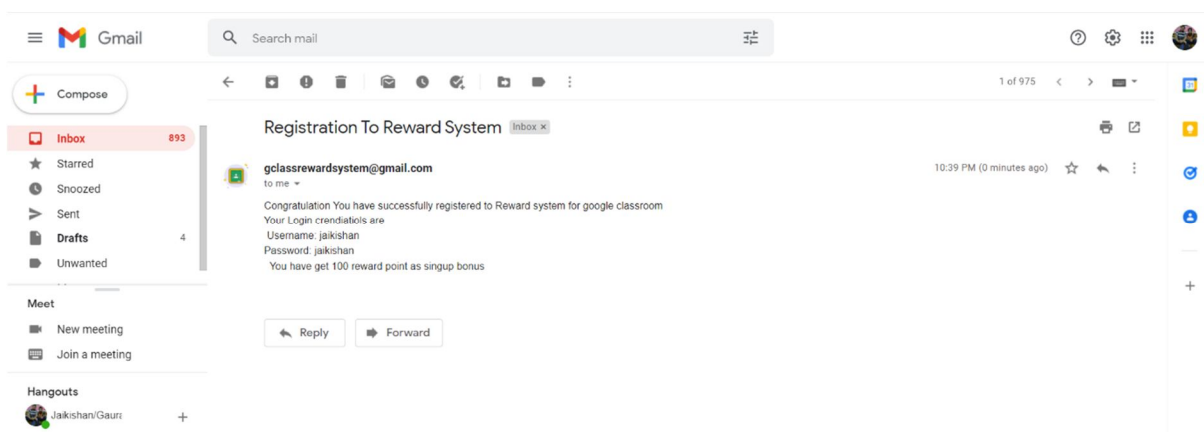 Gmail
Search mail
Compose
1 of 975
Inbox 893
Starred
Snoozed
Sent
Drafts 4
Unwanted
Registration To Reward System Inbox ×
gclassrewardsystem@gmail.com 10:39 PM (0 minutes ago)
to me
Congratulation You have successfully registered to Reward system for google classroom
Your Login crendiatiols are
Username: jaikishan
Password: jaikishan
You have get 100 reward point as singup bonus
Reply Forward
Meet
New meeting
Join a meeting
Hangouts
Jaikishan/Gaura +
31